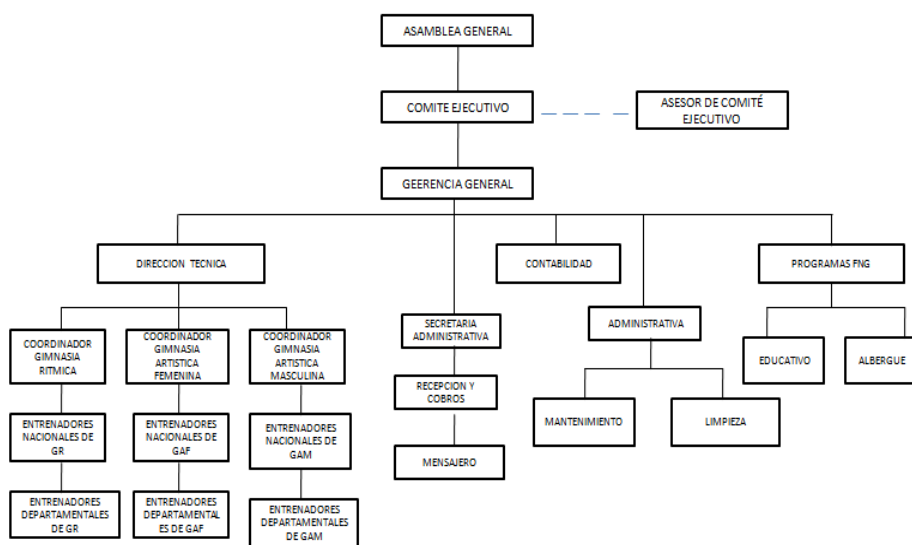 ASAMBLEA GENERAL
COMITE EJECUTIVO
ASESOR DE COMITÉ
EJECUTIVO
GEERENCIA GENERAL
DIRECCION TECNICA
CONTABILIDAD
PROGRAMAS FNG
COORDINADOR
GIMNASIA
RITMICA
COORDINADOR
GIMNASIA
ARTISTICA
FEMENINA
COORDINADOR
GIMNASIA
ARTISTICA
MASCULINA
SECRETARIA
ADMINISTRATIVA
ADMINISTRATIVA
EDUCATIVO
ALBERGUE
RECEPCION Y
COBROS
MANTENIMIENTO
LIMPIEZA
ENTRENADORES
NACIONALES DE
GR
ENTRENADORES
NACIONALES DE
GAF
ENTRENADORES
NACIONALES DE
GAM
MENSAJERO
ENTRENADORES
DEPARTAMENTALES
DE GR
ENTRENADORES
DEPARTAMENTAL
ES DE GAF
ENTRENADORES
DEPARTAMENTALES
DE GAM